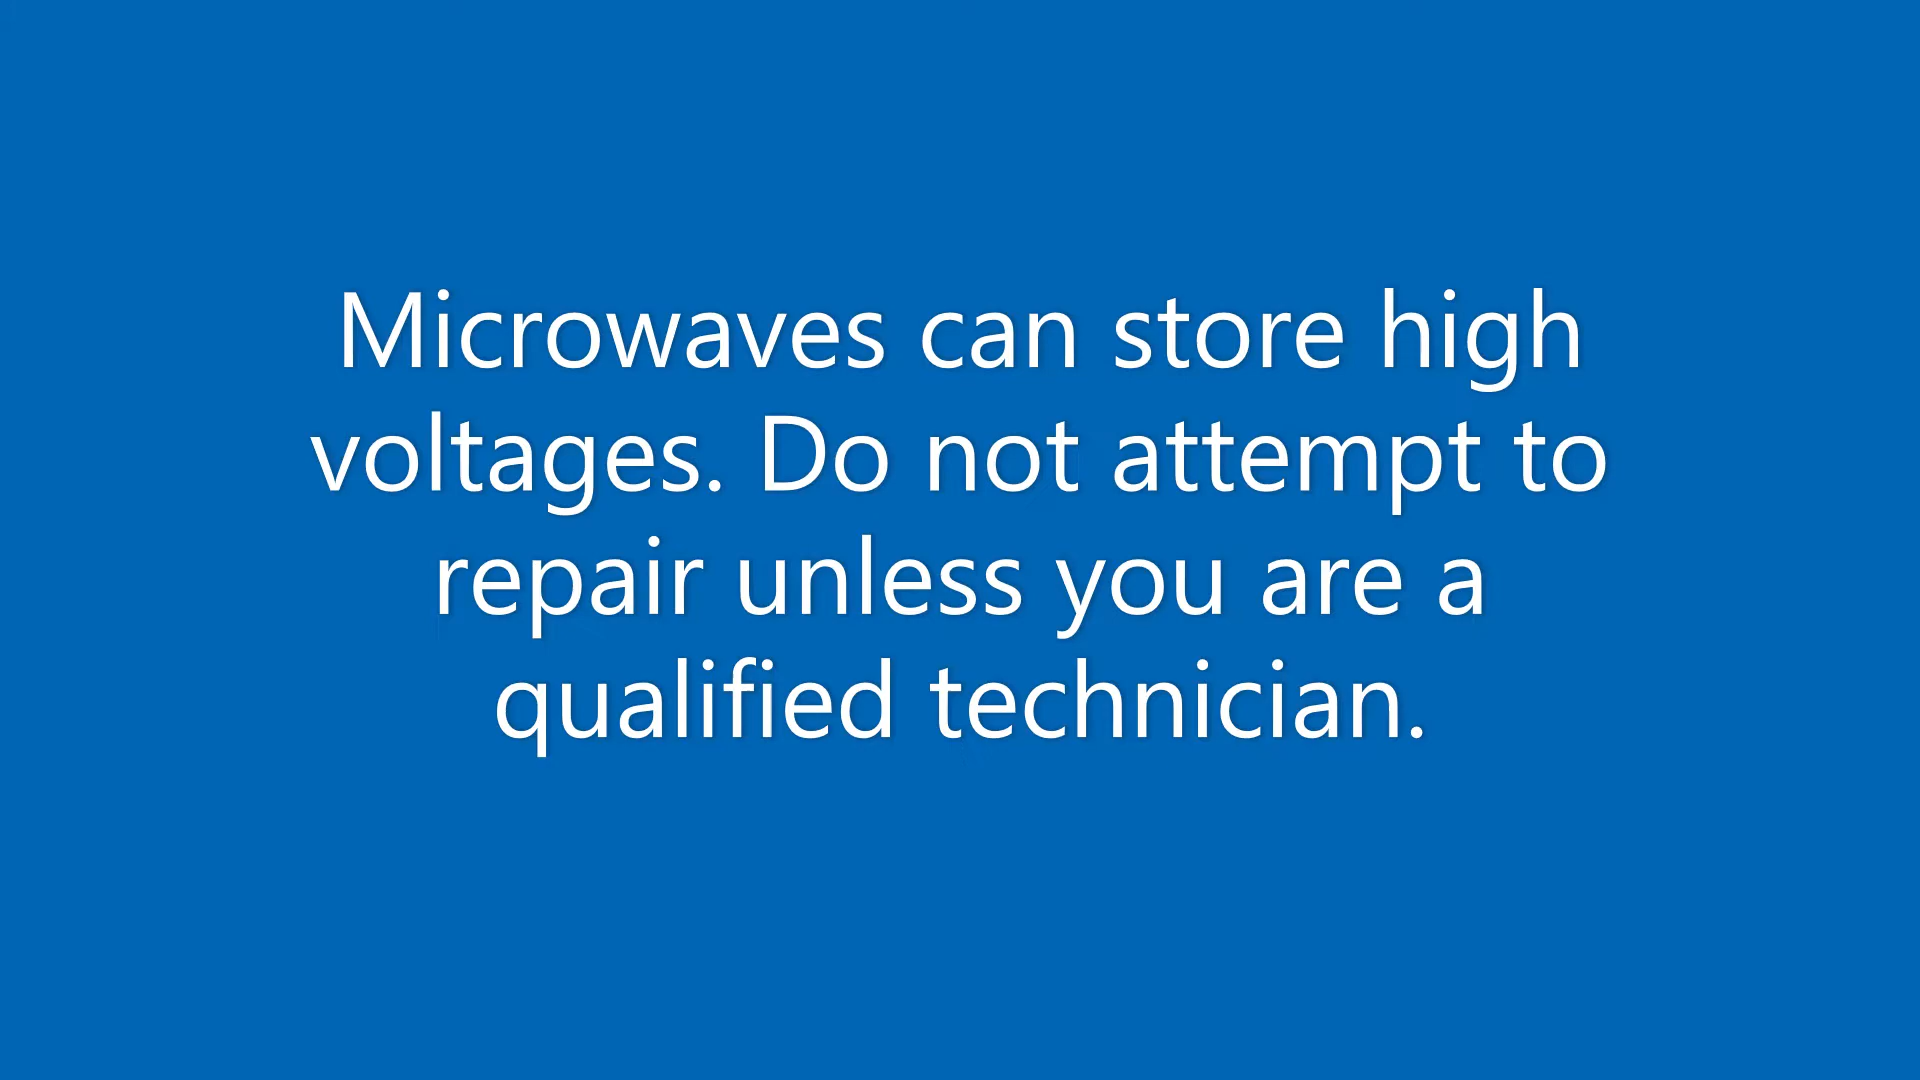 Microwaves can store high
voltages. Do not attempt to
repair unless you are a
qualified technician.